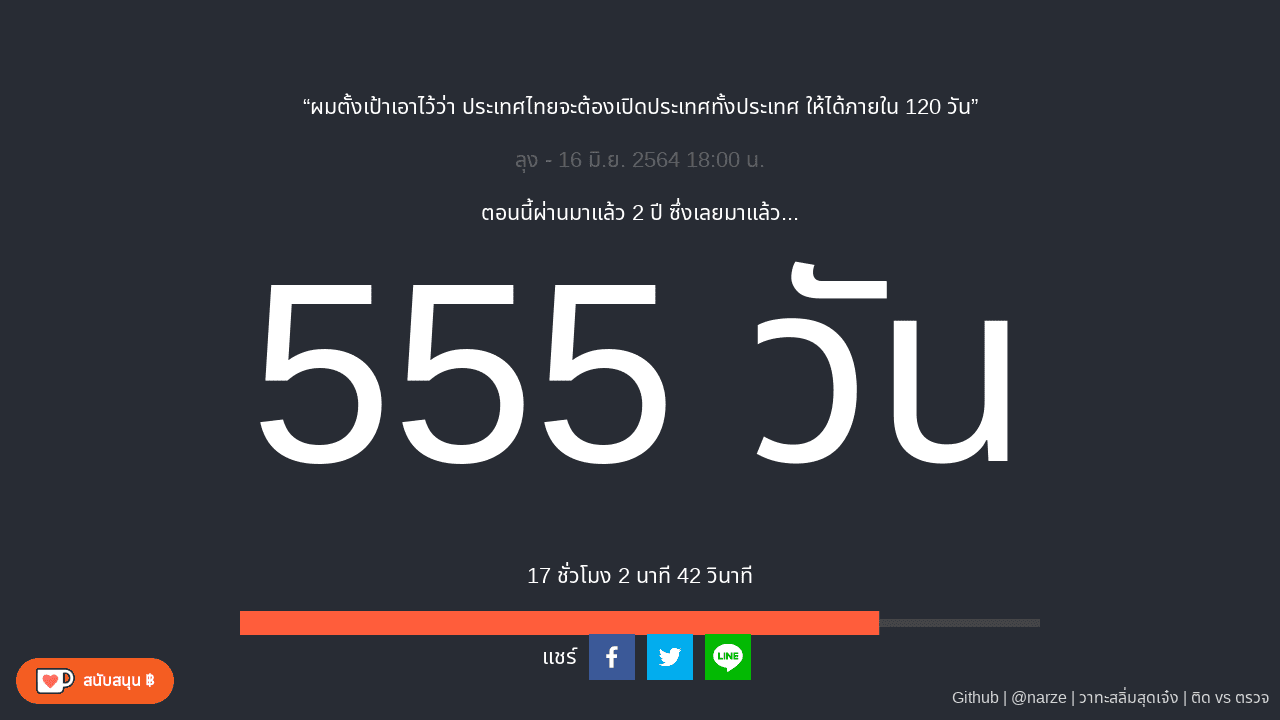 “ผมตั้งเป้าเอาไว้ว่า ประเทศไทยจะต้องเปิดประเทศทั้งประเทศ ให้ได้ภายใน 120 วัน”
ลุง - 16 มิ.ย. 2564 18:00 น.
ตอนนี้ผ่านมาแล้ว 2 ปี ซึ่งเลยมาแล้ว...
555 วัน
17 ชั่วโมง 2 นาที 42 วินาที
แชร์
LINE
สนับสนุน ฿
Github | @narze | วาทะสลิ่มสุดเจ๋ง | ติด vs ตรวจ